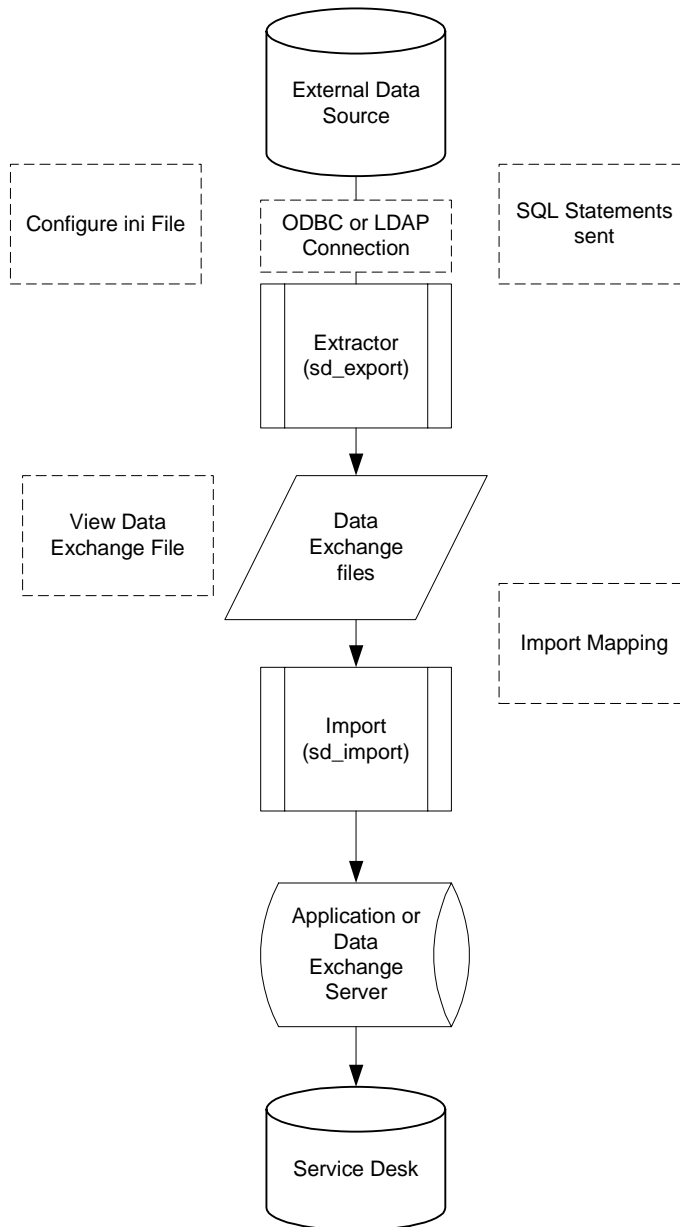 External Data
Source
Configure ini File
ODBC or LDAP
Connection
SQL Statements
sent
Extractor
(sd_export)
View Data
Exchange File
Data
Exchange
files
Import Mapping
Import
(sd_import)
Application or
Data
Exchange
Server
Service Desk